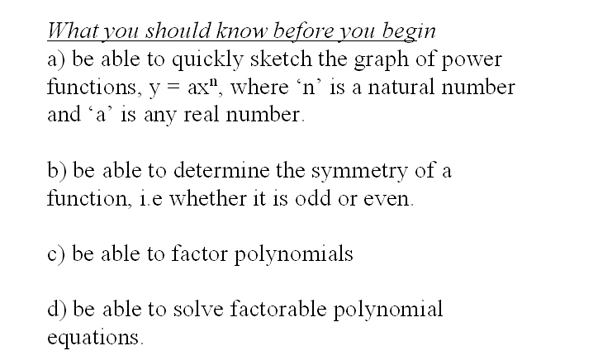 What you should know before you begin
a) be able to quickly sketch the graph of power
functions, y = axⁿ, where ‘n’ is a natural number
and ‘a’ is any real number.
b) be able to determine the symmetry of a
function, i.e whether it is odd or even.
c) be able to factor polynomials
d) be able to solve factorable polynomial
equations.